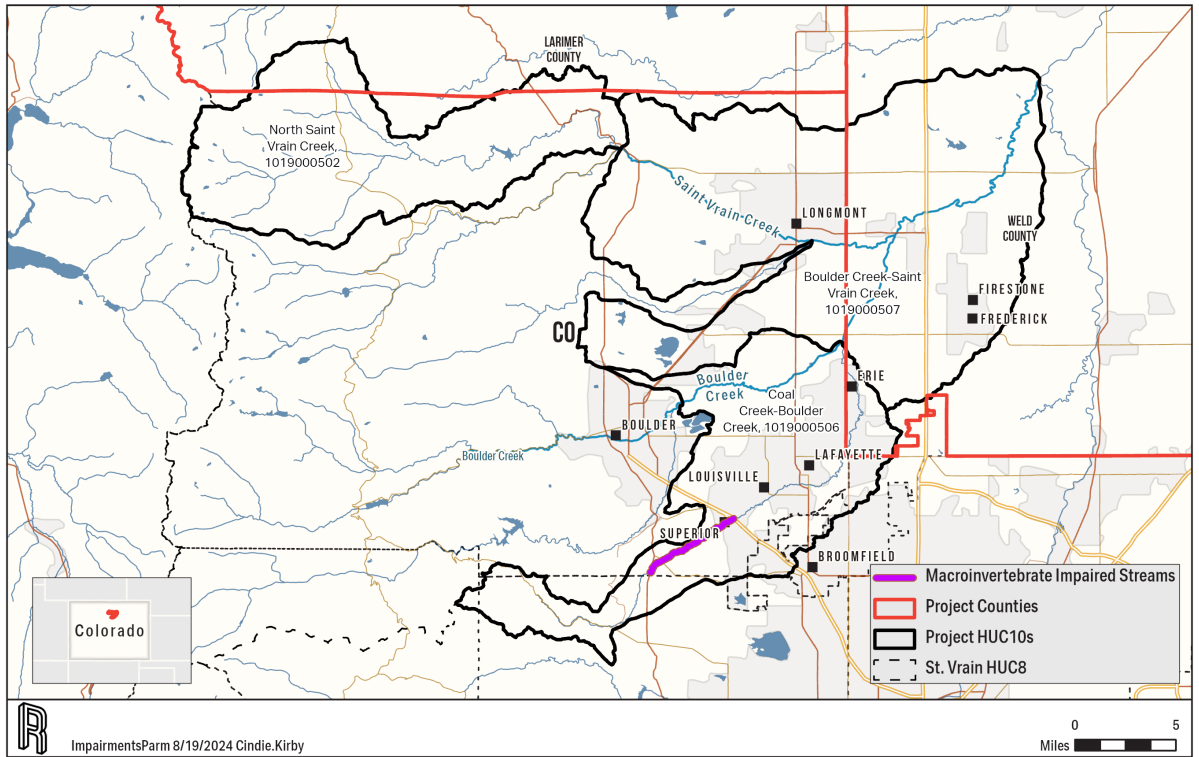 LARIMER
COUNTY
North Saint
Vrain Creek,
1019000502
Saint Vrain Creek
LONGMONT
WELD
COUNTY
Boulder Creek-Saint
Vrain Creek,
1019000507
FIRESTONE
FREDERICK
CO
Boulder
Creek
ERIE
Coal
Creek-Boulder
Creek, 1019000506
BOULDER
Boulder Creek
LAFAYETTE
LOUISVILLE
SUPERIOR
BROOMFIELD
Colorado
Macroinvertebrate Impaired Streams
Project Counties
Project HUC10s
St. Vrain HUC8
R
ImpairmentsParm 8/19/2024 Cindie.Kirby
0 5
Miles